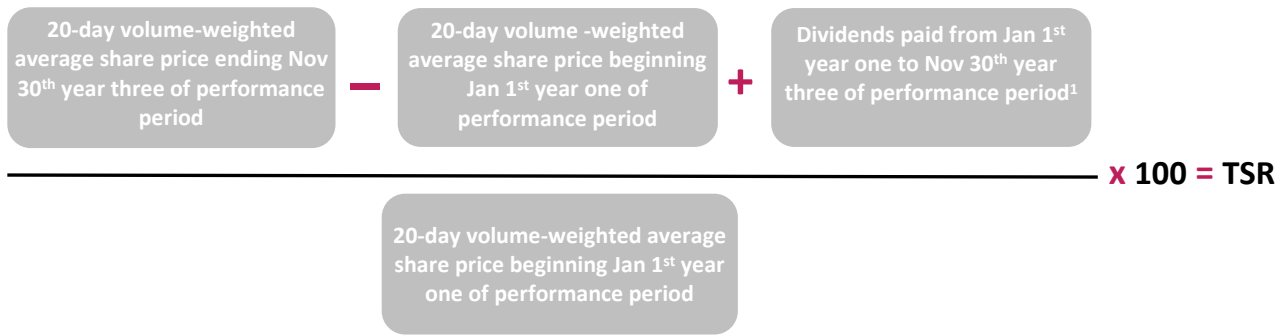 20-day volume-weighted
average share price ending Nov
30th year three of performance
period
−
20-day volume -weighted
average share price beginning
Jan 1st year one of
performance period
+
Dividends paid from Jan 1st
year one to Nov 30th year
three of performance period1
x 100 = TSR
20-day volume-weighted average
share price beginning Jan 1st year
one of performance period